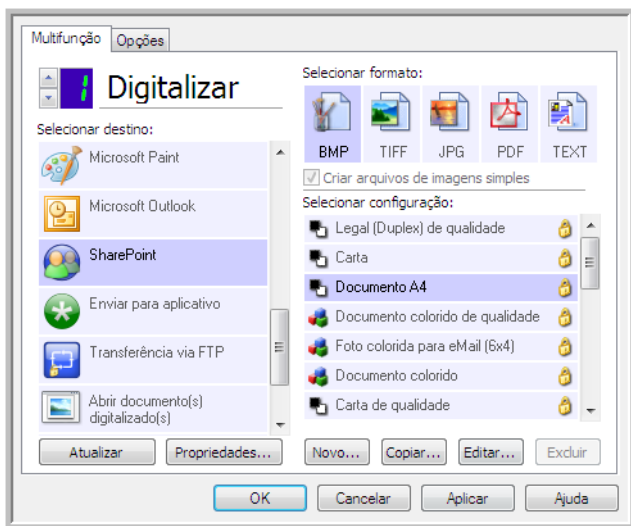 Multifunção
Opções
1
Digitalizar
Selecionar destino:
Microsoft Paint
Microsoft Outlook
SharePoint
Enviar para aplicativo
Transferência via FTP
Abrir documento(s)
digitalizado(s)
Atualizar
Propriedades...
Selecionar formato:
BMP
TIFF
JPG
PDF
TEXT
Criar arquivos de imagens simples
Selecionar configuração:
Legal (Duplex) de qualidade
Carta
Documento A4
Documento colorido de qualidade
Foto colorida para eMail (6x4)
Documento colorido
Carta de qualidade
Novo...
Copiar...
Editar...
Excluir
OK
Cancelar
Aplicar
Ajuda